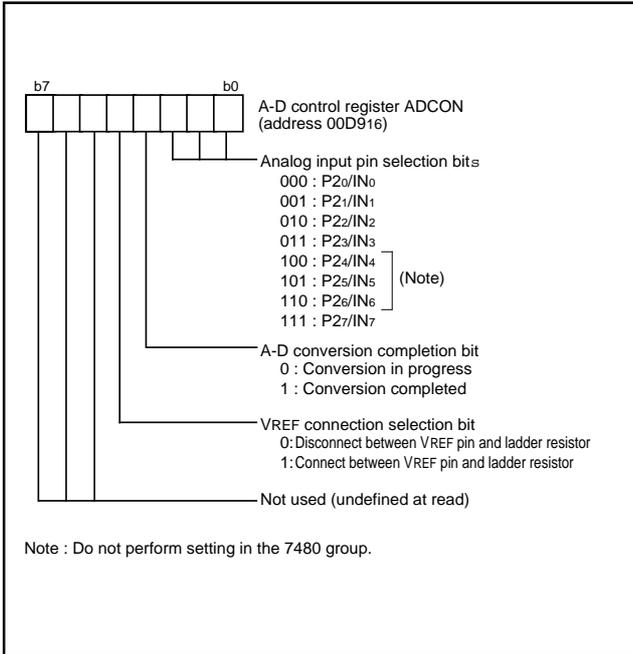 b7 b0
A-D control register ADCON
(address 00D916)
Analog input pin selection bits
000 : P20/IN0
001 : P21/IN1
010 : P22/IN2
011 : P23/IN3
100 : P24/IN4
101 : P25/IN5 (Note)
110 : P26/IN6
111 : P27/IN7
A-D conversion completion bit
0 : Conversion in progress
1 : Conversion completed
VREF connection selection bit
0: Disconnect between VREF pin and ladder resistor
1: Connect between VREF pin and ladder resistor
Not used (undefined at read)
Note : Do not perform setting in the 7480 group.